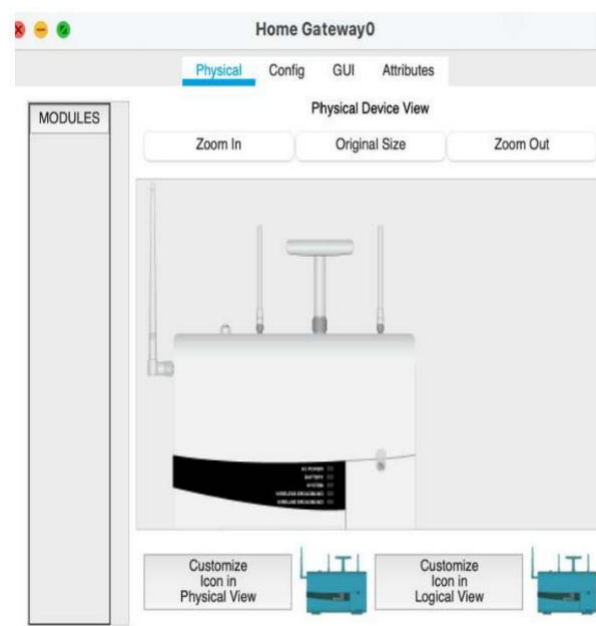 Home Gateway0
Physical Config GUI Attributes
MODULES
Physical Device View
Zoom In Original Size Zoom Out
AC POWER
BATTERY
SYSTEM
Customize
Icon in
Physical View
Customize
Icon in
Logical View